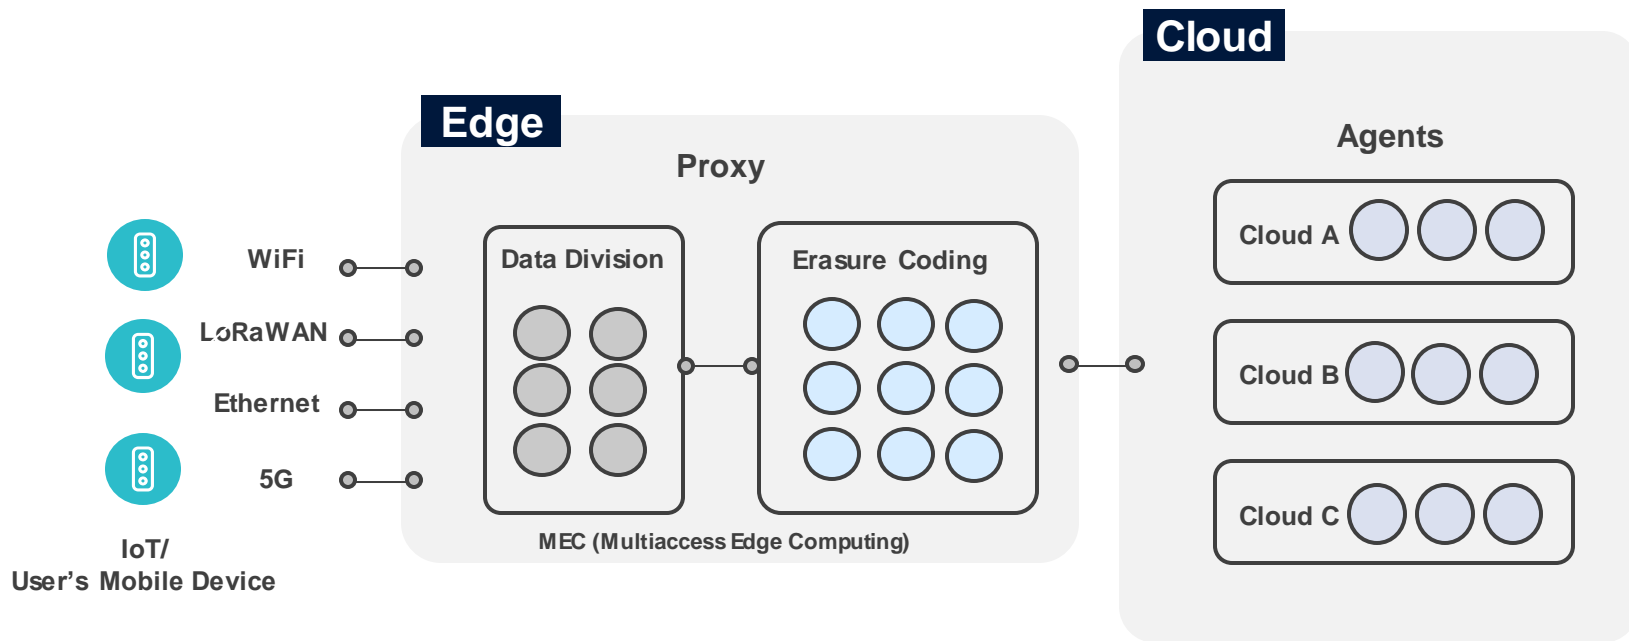 Cloud
Edge
Agents
Proxy
Cloud A
WiFi
Data Division
Erasure Coding
LoRaWAN
Cloud B
Ethernet
5G
Cloud C
MEC (Multiaccess Edge Computing)
IoT/
User's Mobile Device